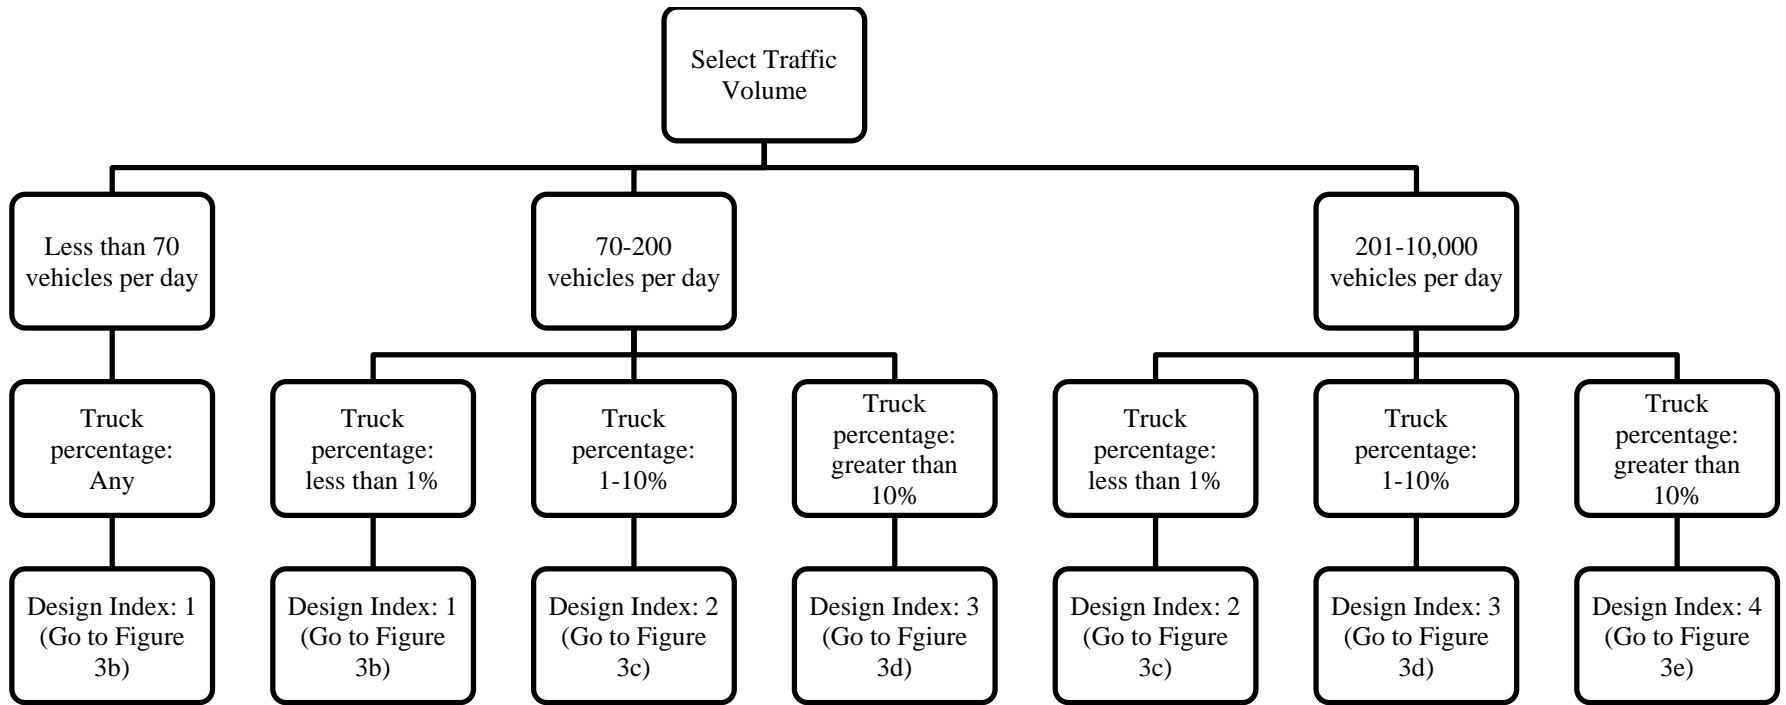 Select Traffic
Volume
Less than 70
vehicles per day
70-200
vehicles per day
201-10,000
vehicles per day
Truck
percentage:
Any
Truck
percentage:
less than 1%
Truck
percentage:
1-10%
Truck
percentage:
greater than
10%
Truck
percentage:
less than 1%
Truck
percentage:
1-10%
Truck
percentage:
greater than
10%
Design Index: 1
(Go to Figure
3b)
Design Index: 1
(Go to Figure
3b)
Design Index: 2
(Go to Figure
3c)
Design Index: 3
(Go to Fgiure
3d)
Design Index: 2
(Go to Figure
3c)
Design Index: 3
(Go to Figure
3d)
Design Index: 4
(Go to Figure
3e)